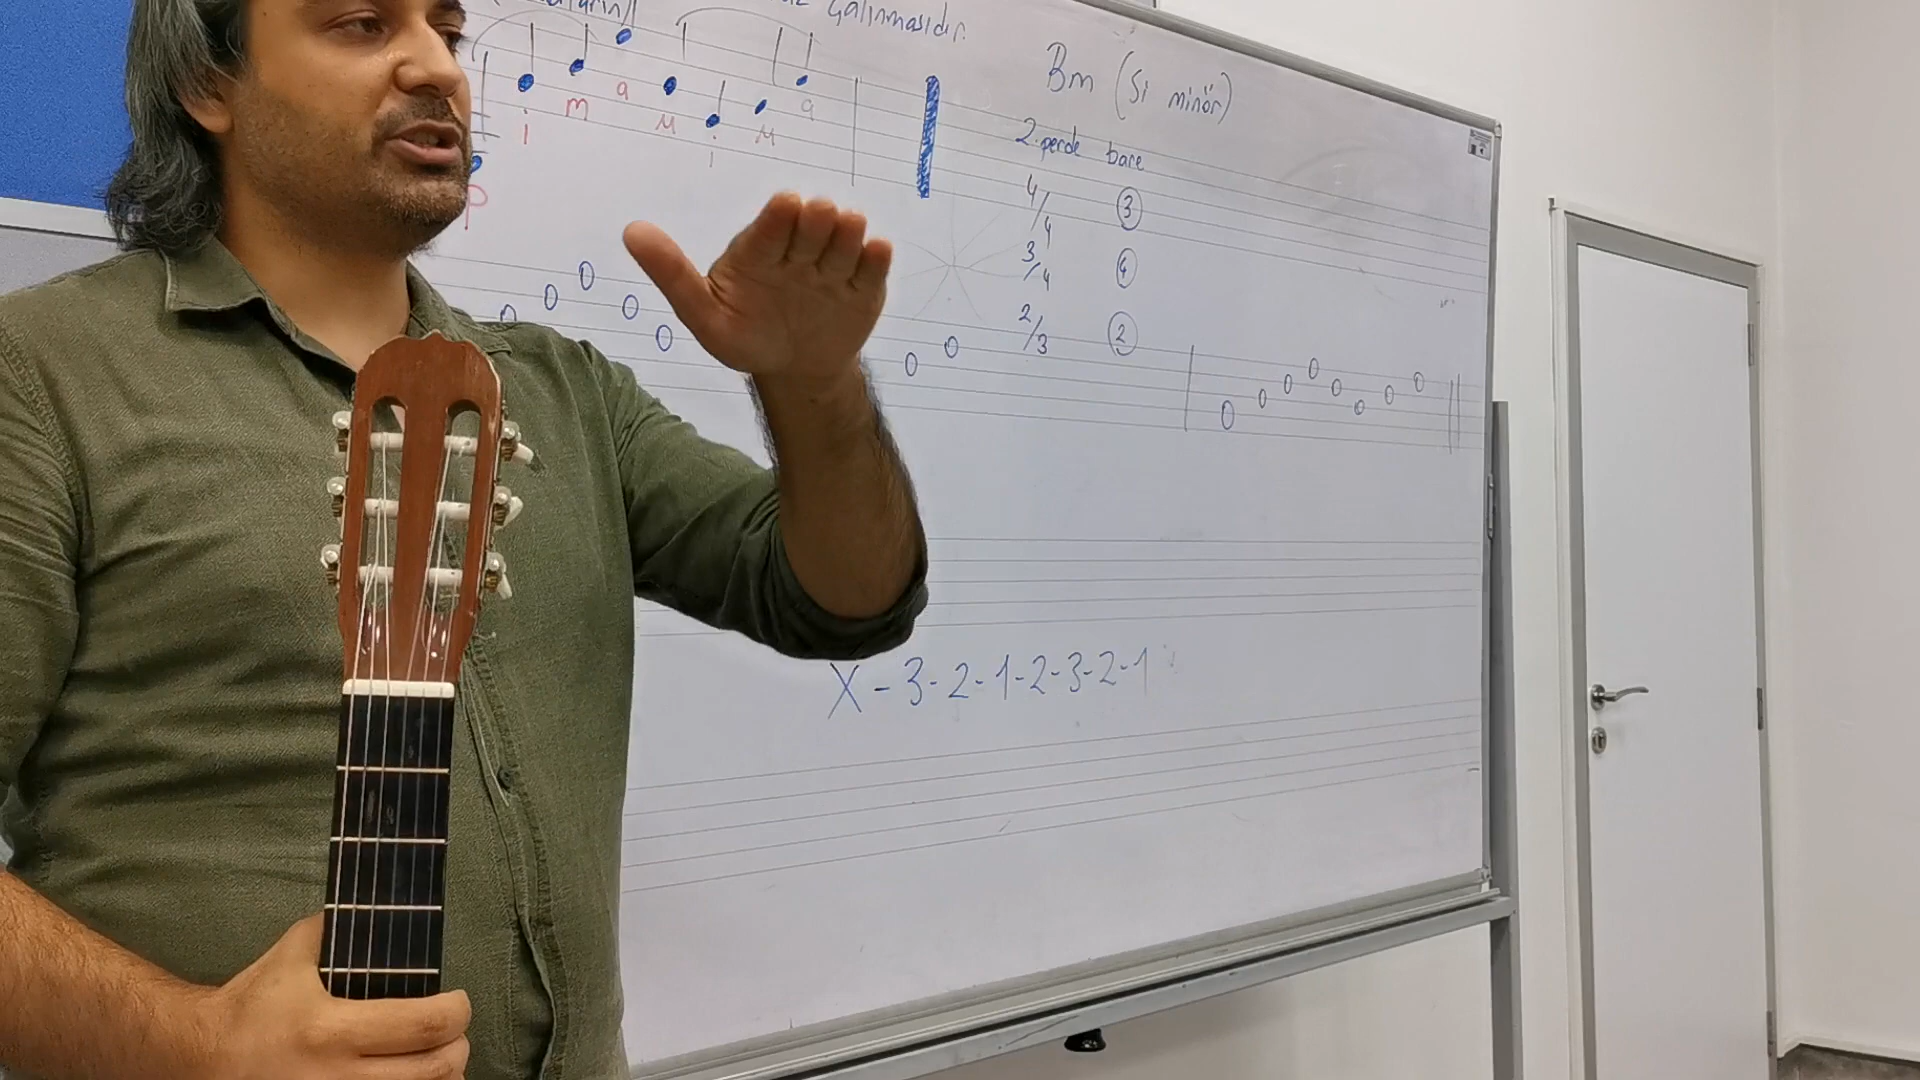 çalınmasıdır.
p i m a m i m a
Bm (Si minör)
2.perde bare
4/4 ③
3/4 ④
2/3 ②
X-3-2-1-2-3-2-1